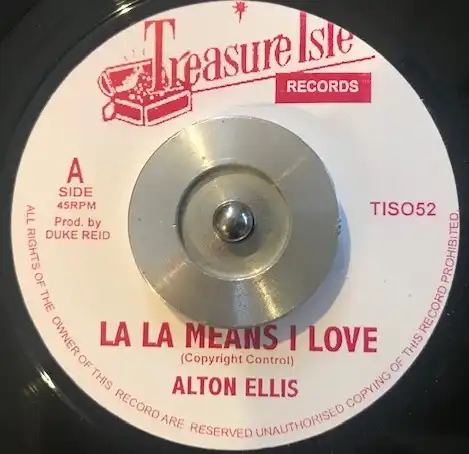 Treasure Isle
RECORDS
A
SIDE
45RPM
Prod. by
DUKE REID
TISO52
LA LA MEANS I LOVE
(Copyright Control)
ALTON ELLIS
ALL RIGHTS OF THE OWNER OF THIS RECORD ARE RESERVED UNAUTHORISED COPYING OF THIS RECORD PROHIBITED